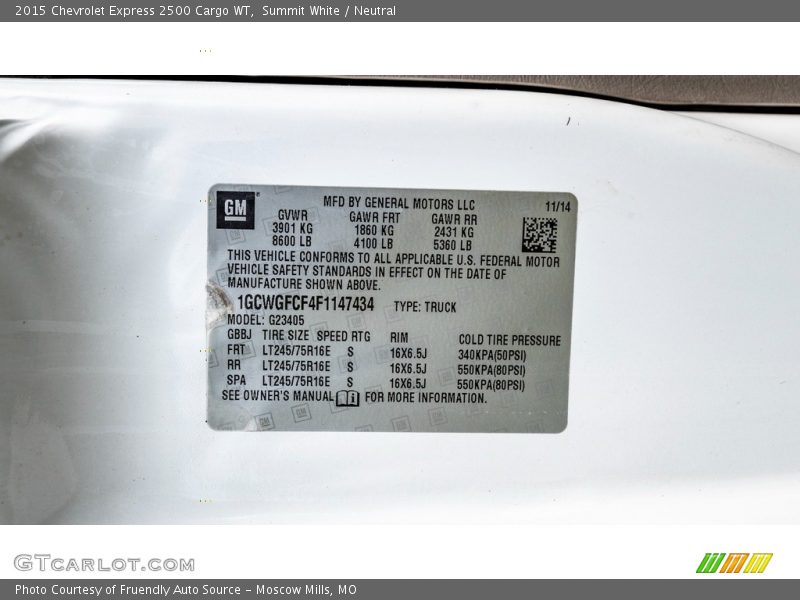 2015 Chevrolet Express 2500 Cargo WT,  Summit White / Neutral
GM
MFD BY GENERAL MOTORS LLC 11/14
GVWR GAWR FRT GAWR RR
3901 KG 1860 KG 2431 KG
8600 LB 4100 LB 5360 LB
THIS VEHICLE CONFORMS TO ALL APPLICABLE U.S. FEDERAL MOTOR
VEHICLE SAFETY STANDARDS IN EFFECT ON THE DATE OF
MANUFACTURE SHOWN ABOVE.
1GCWGFCF4F1147434 TYPE: TRUCK
MODEL: G23405
GBBJ TIRE SIZE SPEED RTG RIM COLD TIRE PRESSURE
FRT LT245/75R16E S 16X6.5J 340KPA(50PSI)
RR LT245/75R16E S 16X6.5J 550KPA(80PSI)
SPA LT245/75R16E S 16X6.5J 550KPA(80PSI)
SEE OWNER'S MANUAL FOR MORE INFORMATION.
GTcarlot.com
Photo Courtesy of Fruendly Auto Source - Moscow Mills, MO